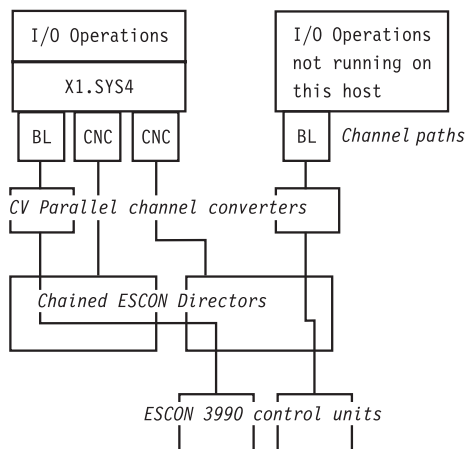 I/O Operations
X1.SYS4
I/O Operations
not running on
this host
BL CNC CNC
BL Channel paths
CV Parallel channel converters
Chained ESCON Directors
ESCON 3990 control units